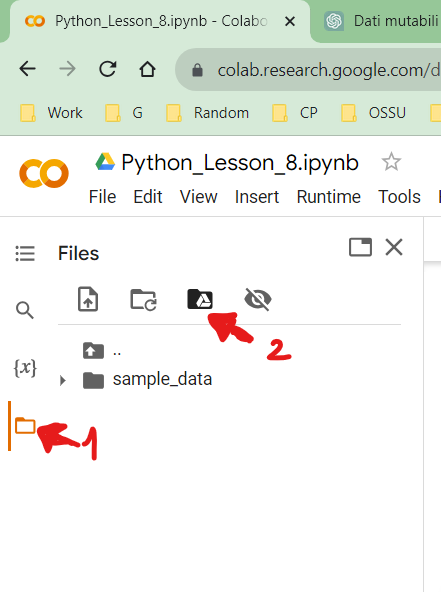 Python_Lesson_8.ipynb - Colabo
Dati mutabili
colab.research.google.com/d
Work
G
Random
CP
OSSU
Python_Lesson_8.ipynb
File
Edit
View
Insert
Runtime
Tools
Files
{x}
..
sample_data
2
1